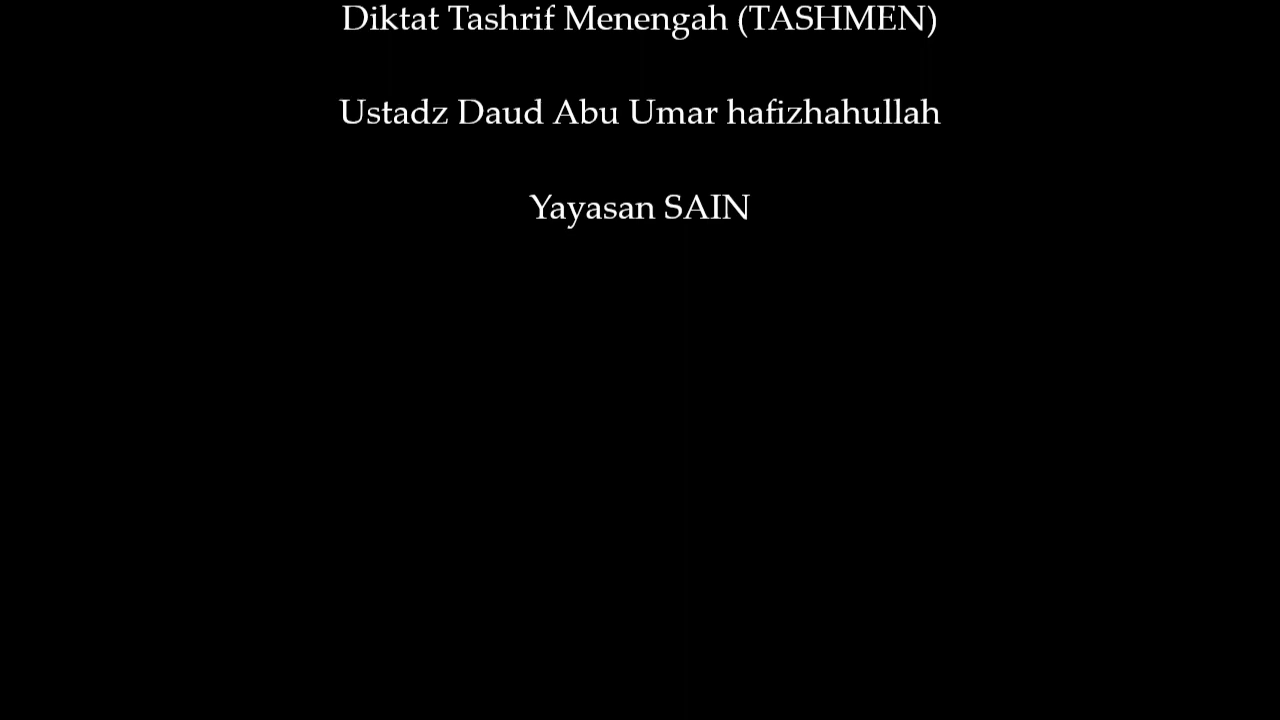 Diktat Tashrif Menengah (TASHMEN)
Ustadz Daud Abu Umar hafizhahullah
Yayasan SAIN